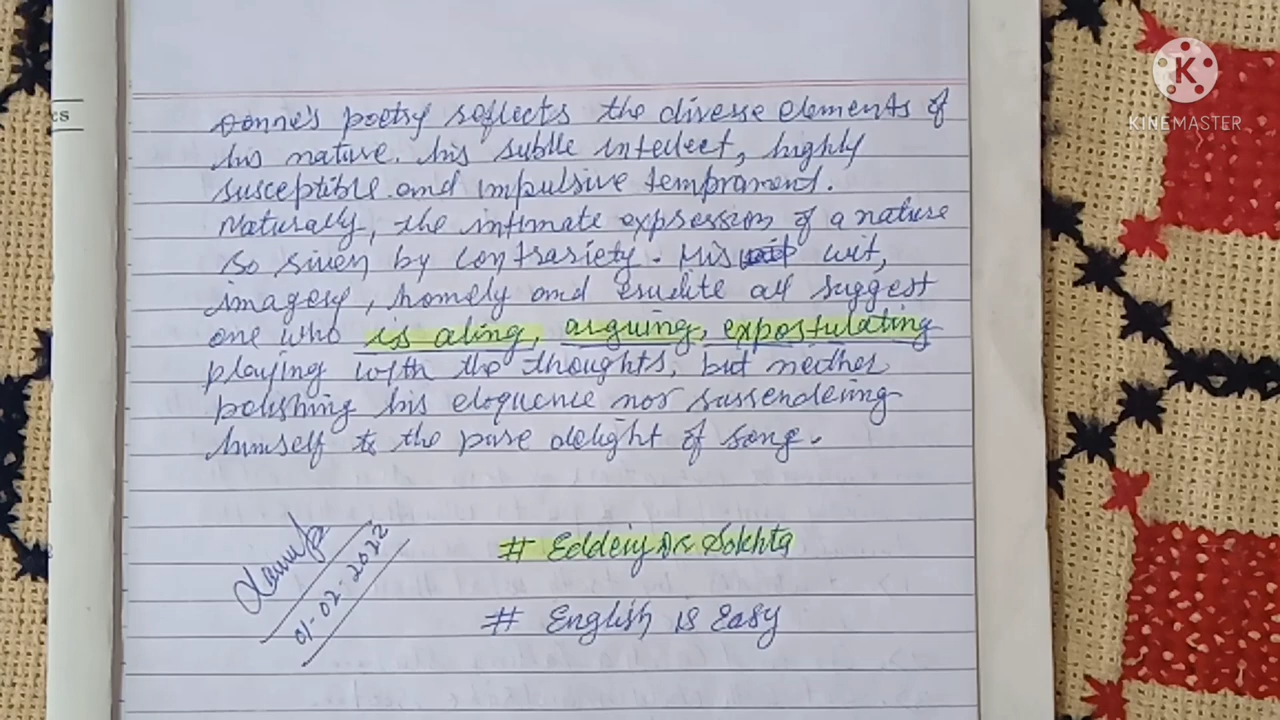 Donne's poetry reflects the diverse elements of
his nature. his subtle intellect, highly
susceptible and impulsive temprament.
Naturally, the intimate expression of a nature
so given by contrariety. His wit,
imagery, homely and erudite all suggest
one who is aling, arguing, expostulating
playing with the thoughts, but neither
polishing his eloquence nor surrendering
himself to the pure delight of song.
01-02-2022
# English is Easy
cs
K
KINEMASTER